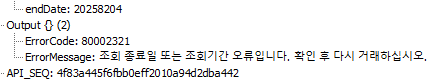 endDate: 20258204
Output {} (2)
ErrorCode: 80002321
ErrorMessage: 조회 종료일 또는 조회기간 오류입니다. 확인 후 다시 거래하십시오.
API_SEQ: 4f83a445f6fbb0eff2010a94d2dba442